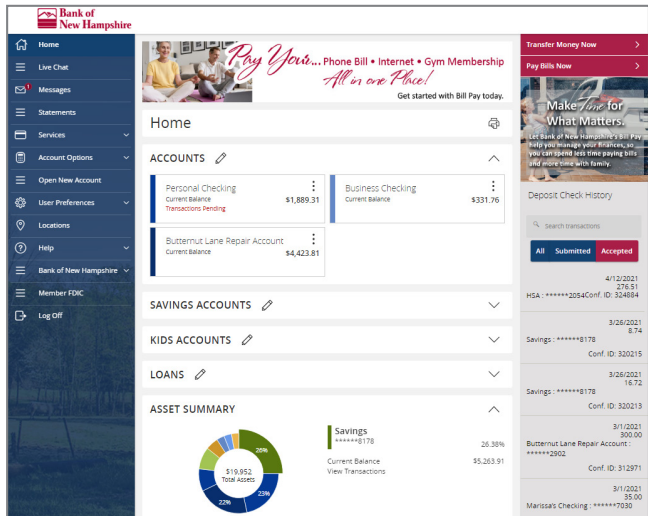 Bank of
New Hampshire
Home
Live Chat
1
Messages
Statements
Services
Account Options
Open New Account
User Preferences
Locations
Help
Bank of New Hampshire
Member FDIC
Log Off
Pay Your... Phone Bill • Internet • Gym Membership
All in one Place!
Get started with Bill Pay today.
Home
ACCOUNTS
Personal Checking
Current Balance $1,889.31
Transactions Pending
Business Checking
Current Balance $331.76
Butternut Lane Repair Account
Current Balance $4,423.81
SAVINGS ACCOUNTS
KIDS ACCOUNTS
LOANS
ASSET SUMMARY
26%
23%
22%
$19,952
Total Assets
Savings
******8178 26.38%
Current Balance $5,263.91
View Transactions
Transfer Money Now
Pay Bills Now
Make Time for
What Matters.
Let Bank of New Hampshire's Bill Pay
help you manage your finances, so
you can spend less time paying bills
and more time with family.
Deposit Check History
Search transactions
All Submitted Accepted
4/12/2021
276.51
HSA : ******2054Conf. ID: 324884
3/26/2021
8.74
Savings : ******8178
Conf. ID: 320215
3/26/2021
16.72
Savings : ******8178
Conf. ID: 320213
3/1/2021
300.00
Butternut Lane Repair Account :
******2902
Conf. ID: 312971
3/1/2021
35.00
Marissa's Checking : ******7030